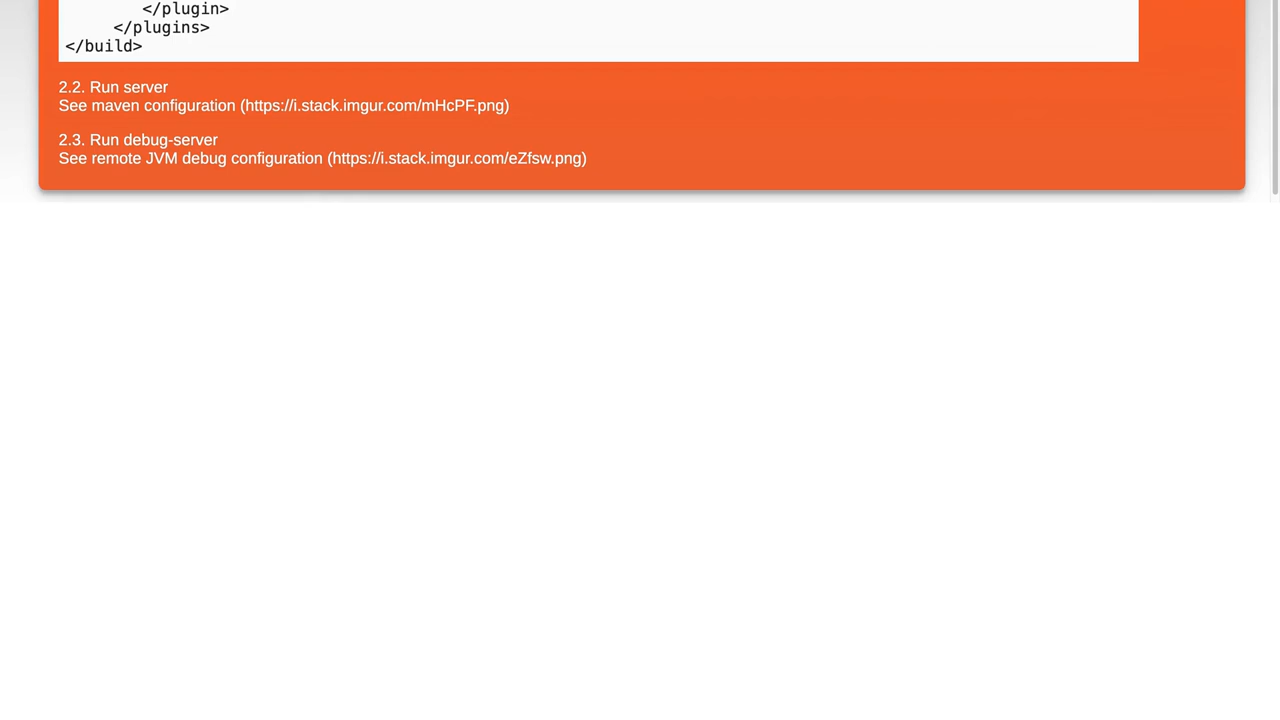 </plugin>
</plugins>
</build>
2.2. Run server
See maven configuration (https://i.stack.imgur.com/mHcPF.png)
2.3. Run debug-server
See remote JVM debug configuration (https://i.stack.imgur.com/eZfsw.png)